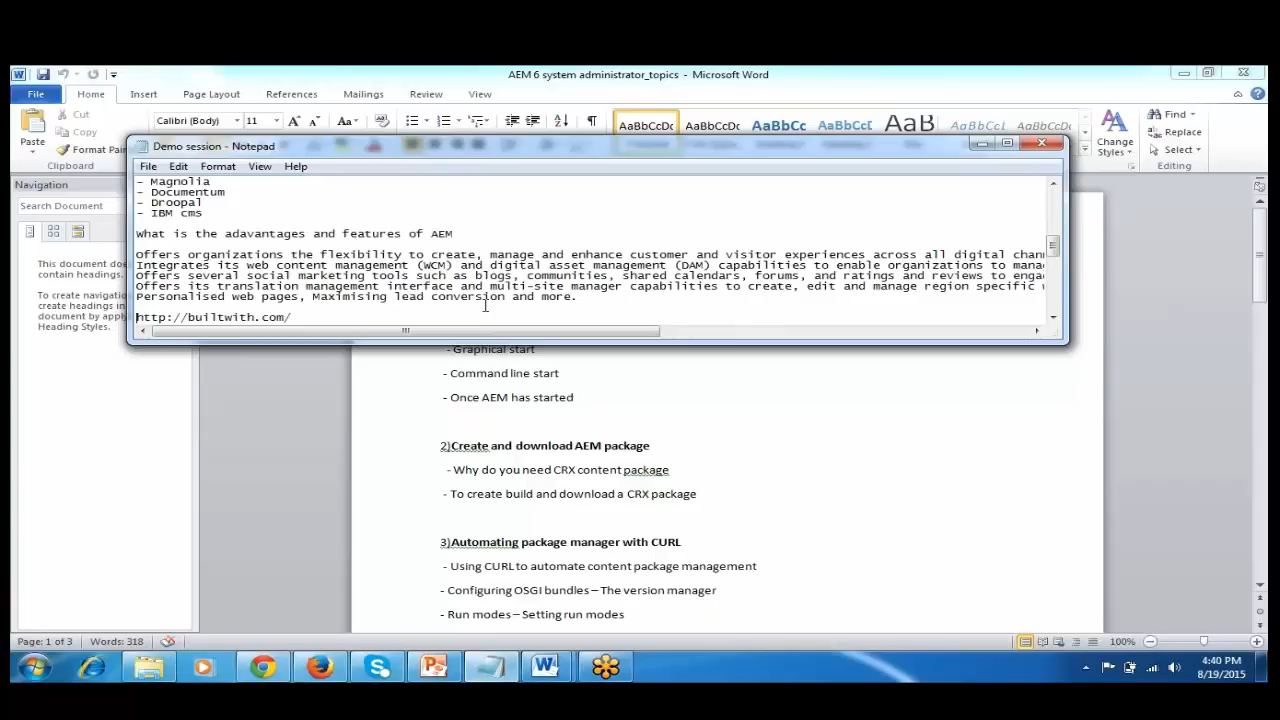 AEM 6 system administrator_topics - Microsoft Word
File Home Insert Page Layout References Mailings Review View
Paste
Cut
Copy
Format Pain
Clipboard
Calibri (Body) 11
AaBbCcDc AaBbCcDc AaBbCc AaBbCcI AaB AaBbCcDc AaBbCcDc
Change
Styles
Find
Replace
Select
Editing
Demo session - Notepad
File Edit Format View Help
- Magnolia
- Documentum
- Droopal
- IBM cms
what is the adavantages and features of AEM
Offers organizations the flexibility to create, manage and enhance customer and visitor experiences across all digital chan
Integrates its web content management (WCM) and digital asset management (DAM) capabilities to enable organizations to mana
Offers several social marketing tools such as blogs, communities, shared calendars, forums, and ratings and reviews to enga
Offers its translation management interface and multi-site manager capabilities to create, edit and manage region specific w
Personalised web pages, Maximising lead conversion and more.
http://builtwith.com/
Navigation
Search Document
This document doe
contain headings.
To create navigatio
create headings in
document by apply
Heading Styles.
- Graphical start
- Command line start
- Once AEM has started
2)Create and download AEM package
- Why do you need CRX content package
- To create build and download a CRX package
3)Automating package manager with CURL
- Using CURL to automate content package management
- Configuring OSGI bundles – The version manager
- Run modes – Setting run modes
Page: 1 of 3 Words: 318
100%
4:40 PM
8/19/2015